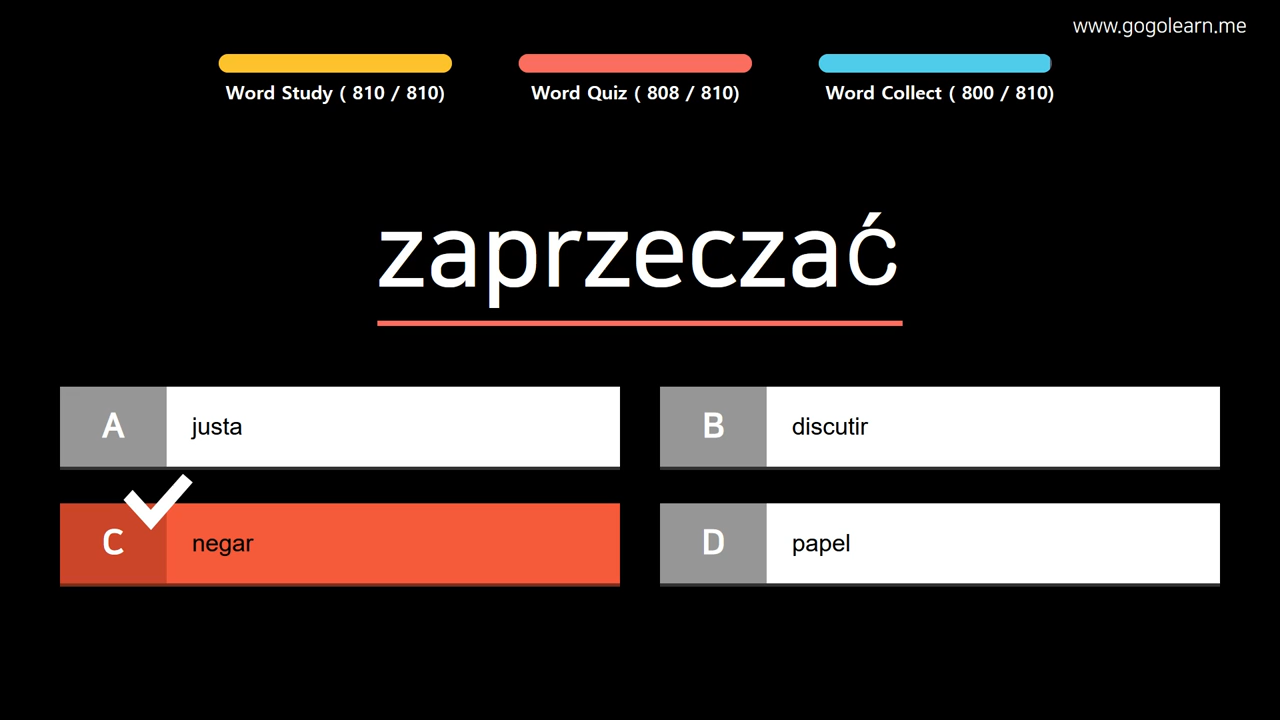 www.gogolearn.me
Word Study ( 810 / 810)
Word Quiz ( 808 / 810)
Word Collect ( 800 / 810)
zaprzeczać
A justa
B discutir
C negar
D papel